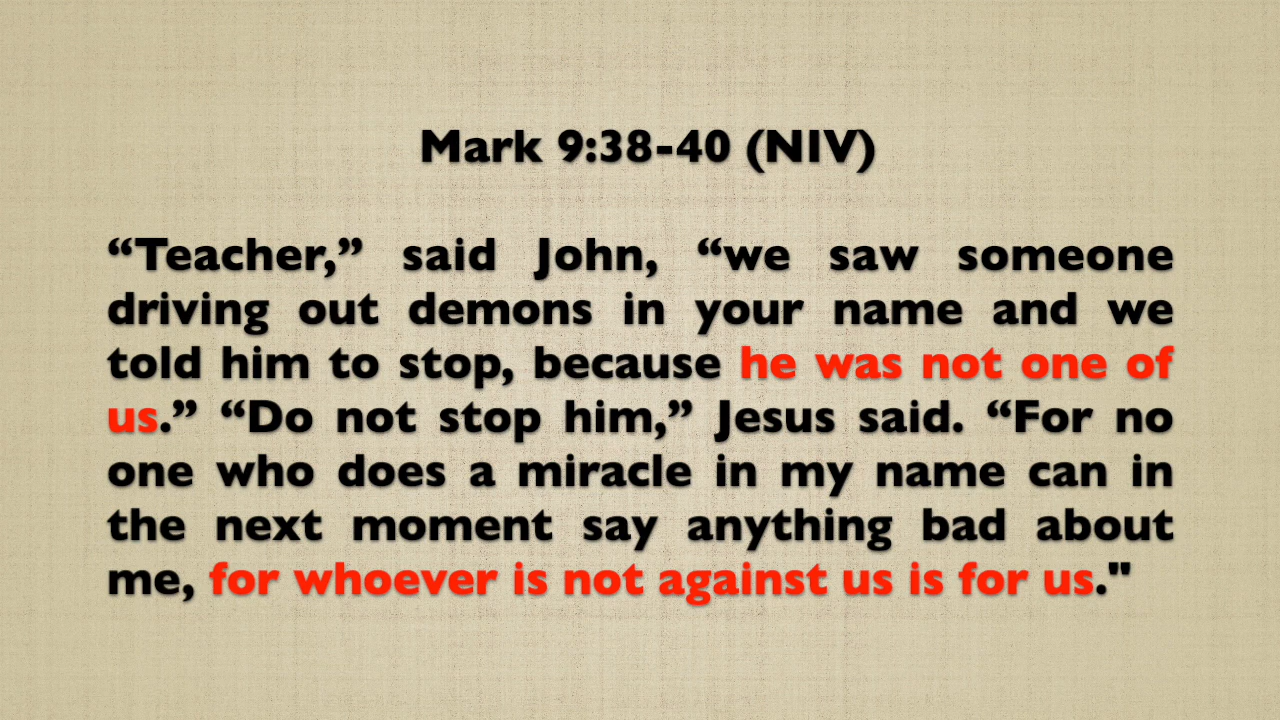 Mark 9:38-40 (NIV)
“Teacher,” said John, “we saw someone
driving out demons in your name and we
told him to stop, because he was not one of
us.” “Do not stop him,” Jesus said. “For no
one who does a miracle in my name can in
the next moment say anything bad about
me, for whoever is not against us is for us."